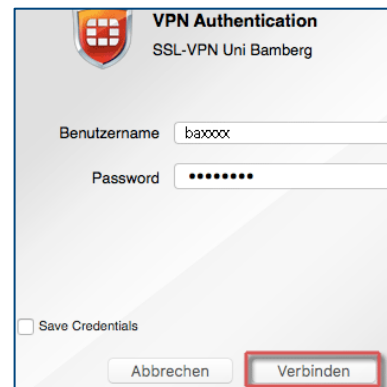 VPN Authentication
SSL-VPN Uni Bamberg
Benutzername baxxxx
Password ••••••••
Save Credentials
Abbrechen Verbinden